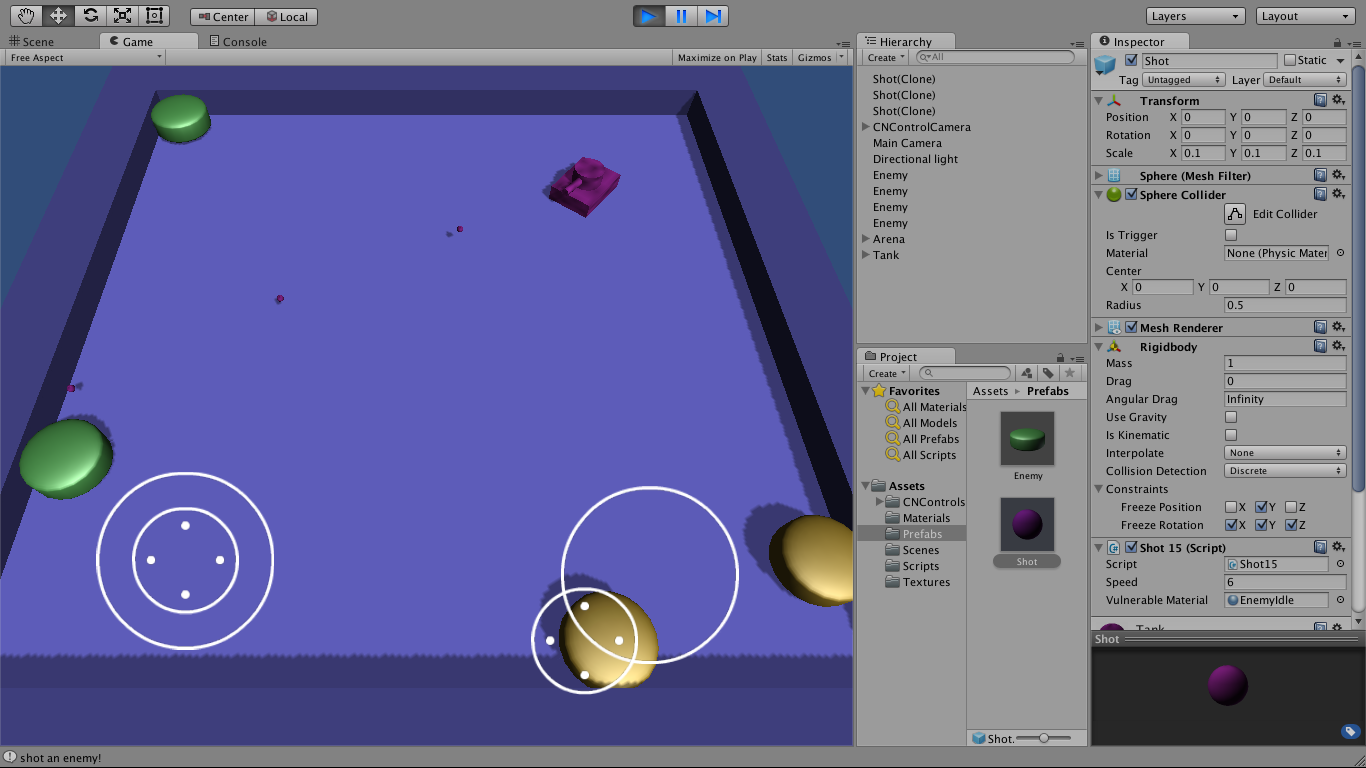 Center Local Layers Layout
Scene Game Console
Free Aspect Maximize on Play Stats Gizmos
Hierarchy
Create All
Shot(Clone)
Shot(Clone)
Shot(Clone)
CNControlCamera
Main Camera
Directional light
Enemy
Enemy
Enemy
Enemy
Arena
Tank
Project
Create
Favorites
All Materials
All Models
All Prefabs
All Scripts
Assets
CNControls
Materials
Prefabs
Scenes
Scripts
Textures
Assets Prefabs
Enemy
Shot
Shot.
Inspector
Shot Static
Tag Untagged Layer Default
Transform
Position X 0 Y 0 Z 0
Rotation X 0 Y 0 Z 0
Scale X 0.1 Y 0.1 Z 0.1
Sphere (Mesh Filter)
Sphere Collider
Edit Collider
Is Trigger
Material None (Physic Mater
Center
X 0 Y 0 Z 0
Radius 0.5
Mesh Renderer
Rigidbody
Mass 1
Drag 0
Angular Drag Infinity
Use Gravity
Is Kinematic
Interpolate None
Collision Detection Discrete
Constraints
Freeze Position X Y Z
Freeze Rotation X Y Z
Shot 15 (Script)
Script Shot15
Speed 6
Vulnerable Material EnemyIdle
Tank
Shot
shot an enemy!